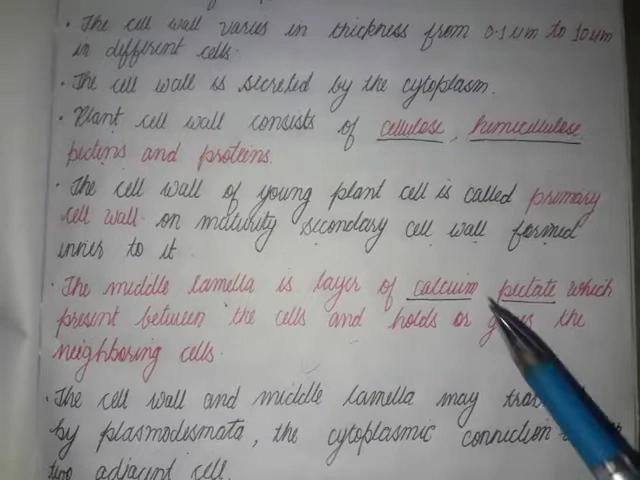 • The cell wall varies in thickness from 0.1 um to 10 um
in different cells.
• The cell wall is secreted by the cytoplasm.
• Plant cell wall consists of cellulose, hemicellulose
pectins and proteins.
• The cell wall of young plant cell is called primary
cell wall on maturity secondary cell wall formed
inner to it.
• The middle lamella is layer of calcium pectate which
present between the cells and holds or the
neighboring cells.
• The cell wall and middle lamella may
by plasmodesmata, the cytoplasmic connection
two adjacent cell.